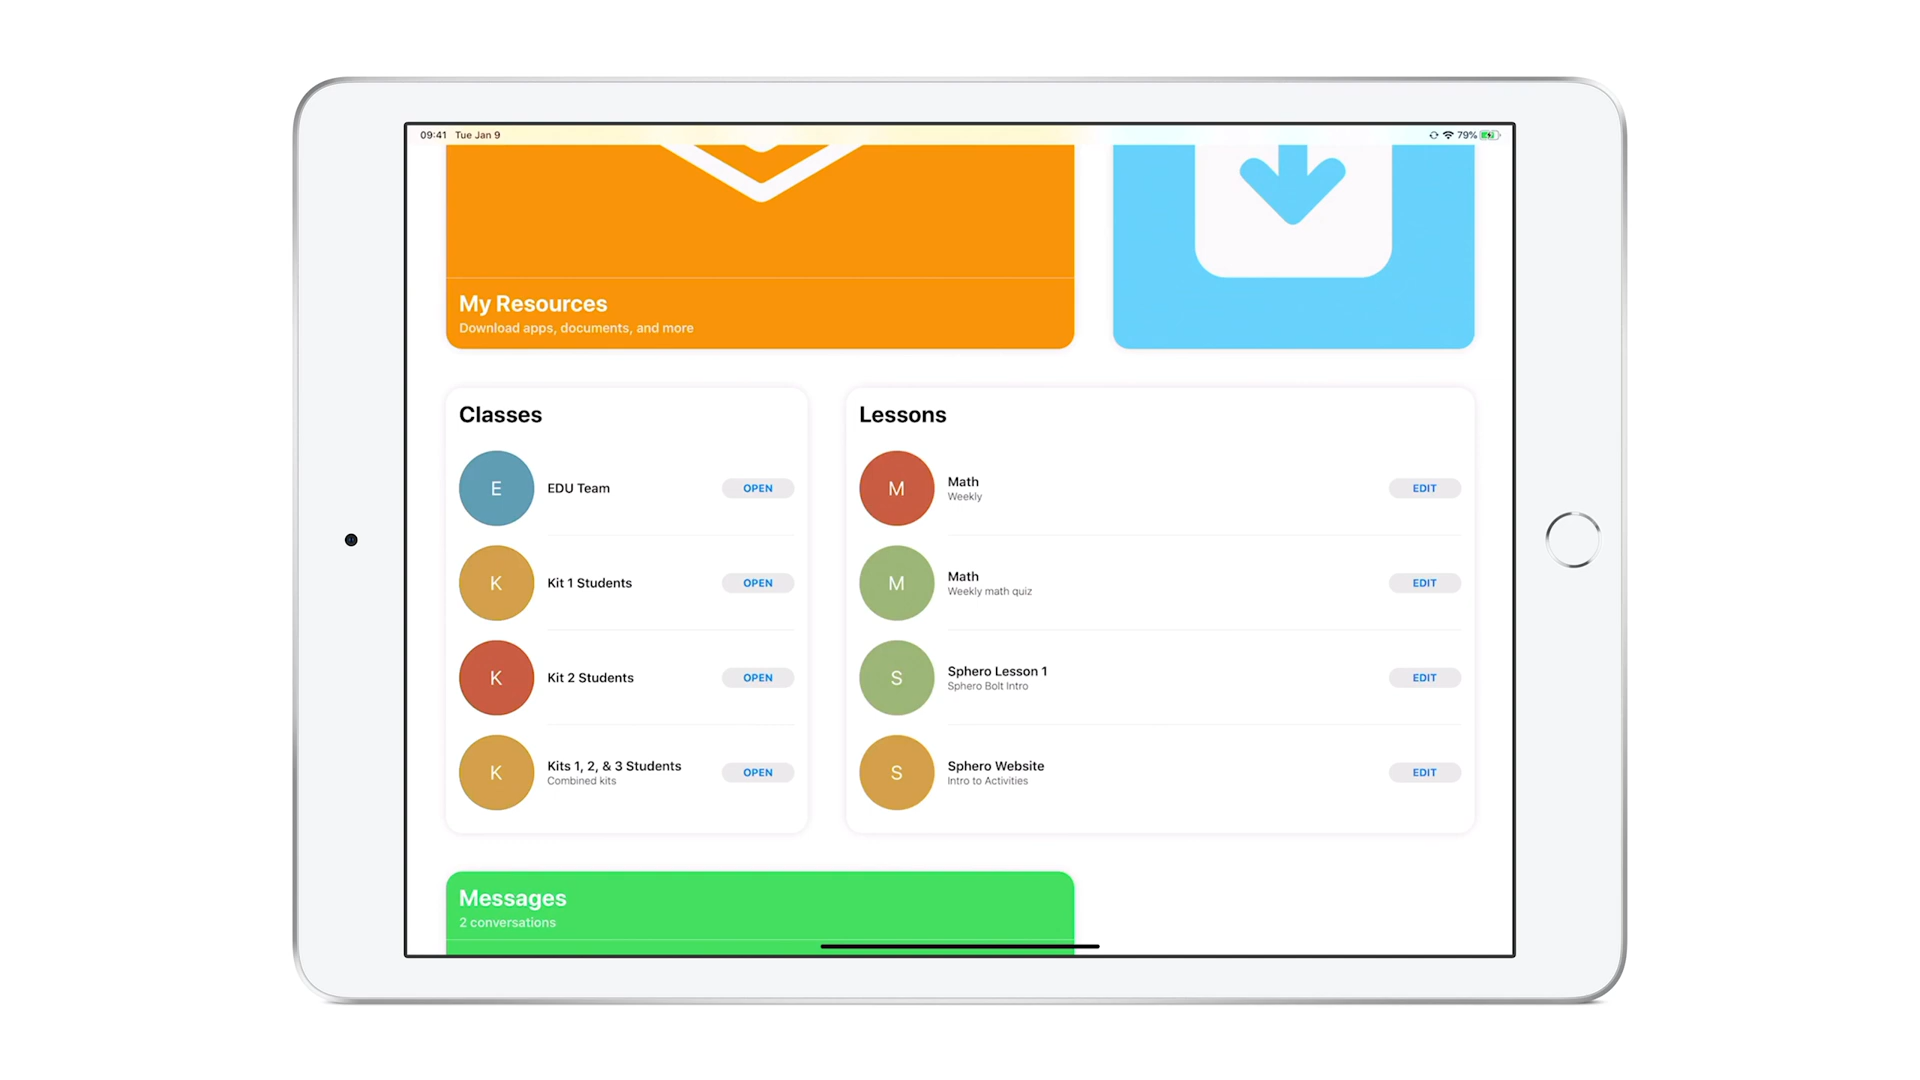 09:41 Tue Jan 9
79%
My Resources
Download apps, documents, and more
Classes
E
EDU Team
OPEN
K
Kit 1 Students
OPEN
K
Kit 2 Students
OPEN
K
Kits 1, 2, & 3 Students
Combined kits
OPEN
Lessons
M
Math
Weekly
EDIT
M
Math
Weekly math quiz
EDIT
S
Sphero Lesson 1
Sphero Bolt Intro
EDIT
S
Sphero Website
Intro to Activities
EDIT
Messages
2 conversations